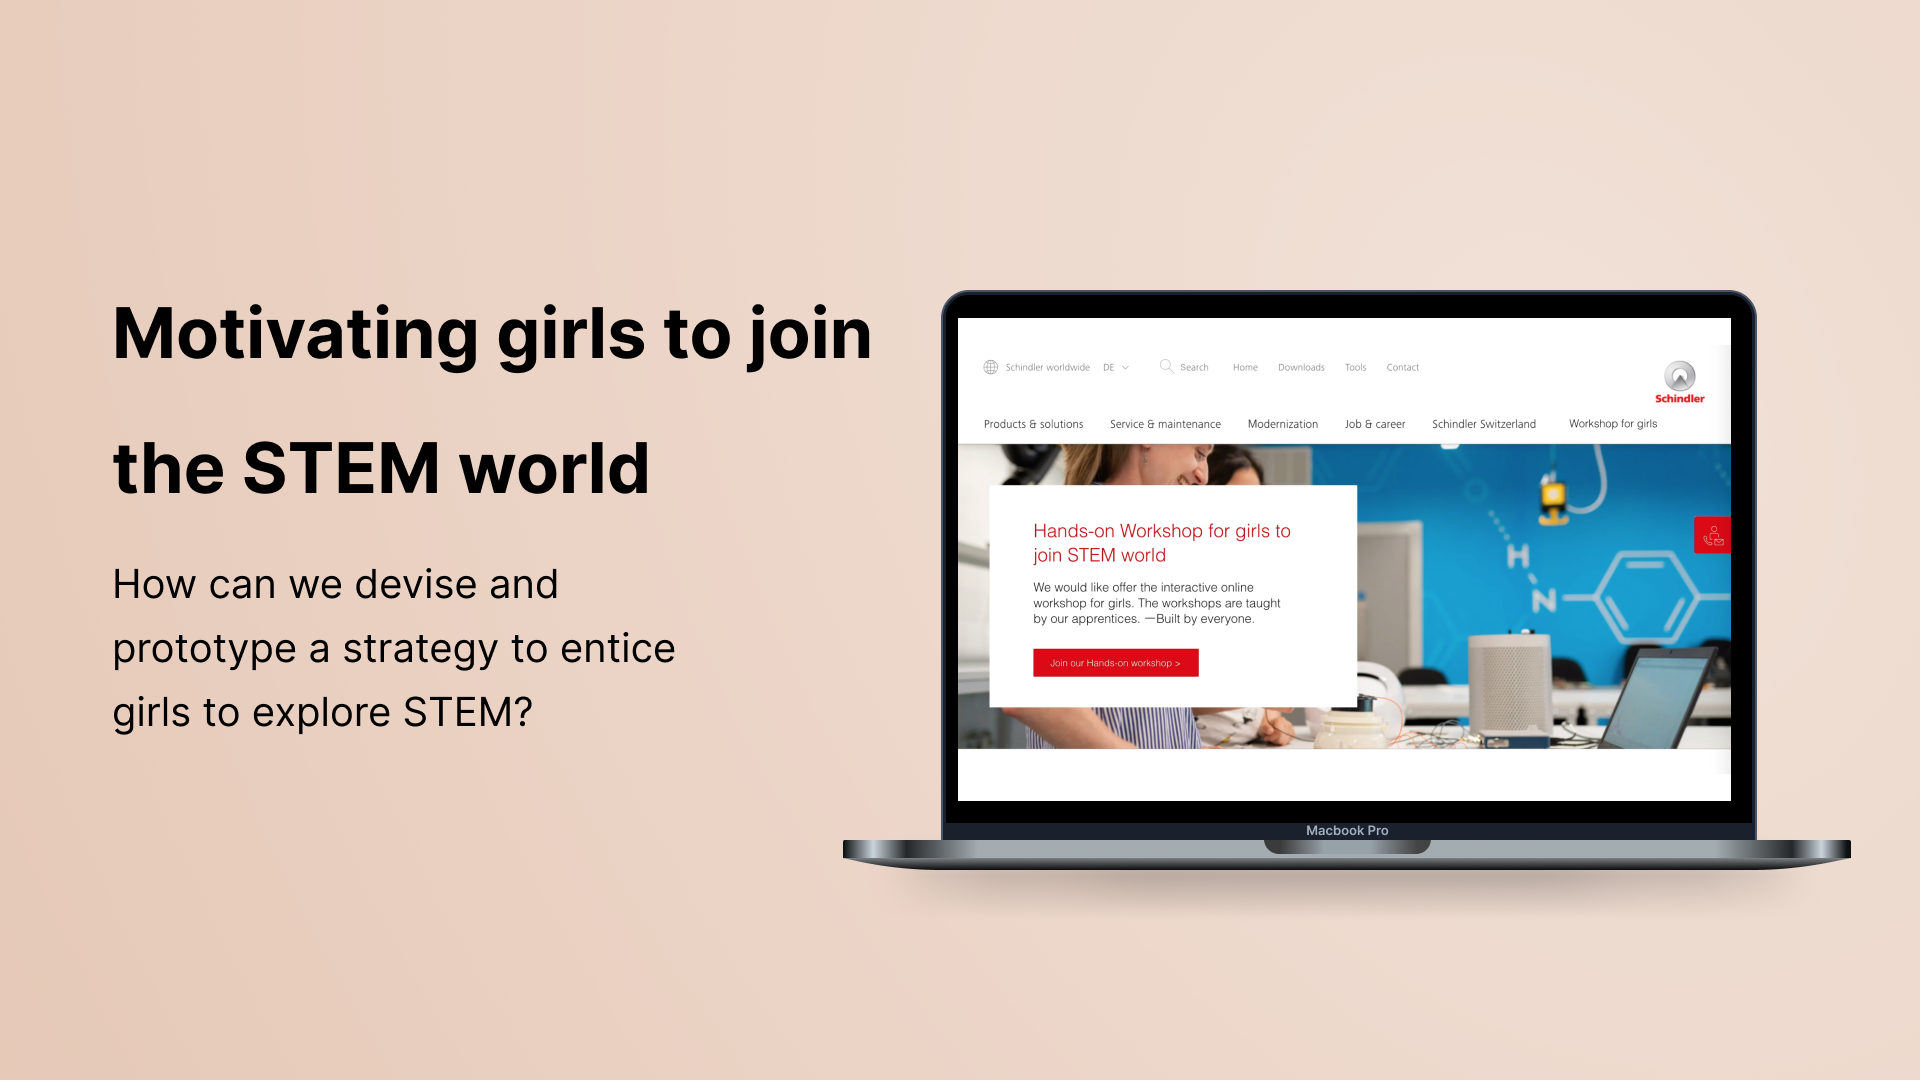 Motivating girls to join
the STEM world
How can we devise and
prototype a strategy to entice
girls to explore STEM?
Schindler worldwide DE Search Home Downloads Tools Contact
Schindler
Products & solutions Service & maintenance Modernization Job & career Schindler Switzerland Workshop for girls
Hands-on Workshop for girls to
join STEM world
We would like offer the interactive online
workshop for girls. The workshops are taught
by our apprentices. —Built by everyone.
Join our Hands-on workshop >
H
N
Macbook Pro